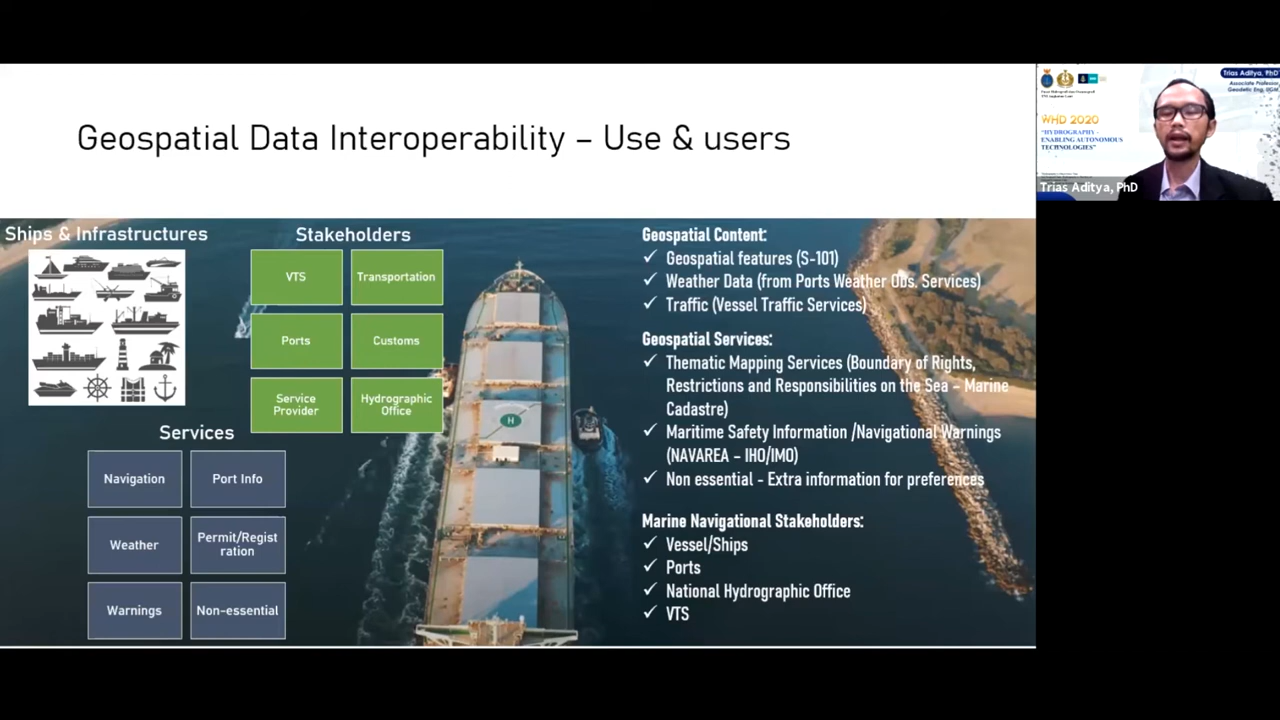 Geospatial Data Interoperability – Use & users
Ships & Infrastructures
Stakeholders
VTS
Transportation
Ports
Customs
Service
Provider
Hydrographic
Office
Services
Navigation
Port Info
Weather
Permit/Regist
ration
Warnings
Non-essential
H
Geospatial Content:
✓ Geospatial features (S-101)
✓ Weather Data (from Ports Weather Obs. Services)
✓ Traffic (Vessel Traffic Services)
Geospatial Services:
✓ Thematic Mapping Services (Boundary of Rights,
Restrictions and Responsibilities on the Sea – Marine
Cadastre)
✓ Maritime Safety Information /Navigational Warnings
(NAVAREA – IHO/IMO)
✓ Non essential - Extra information for preferences
Marine Navigational Stakeholders:
✓ Vessel/Ships
✓ Ports
✓ National Hydrographic Office
✓ VTS
Trias Aditya, PhD
Associate Professor
Geodetic Eng, UGM
WHD 2020
"HYDROGRAPHY -
ENABLING AUTONOMOUS
TECHNOLOGIES"
Trias Aditya, PhD